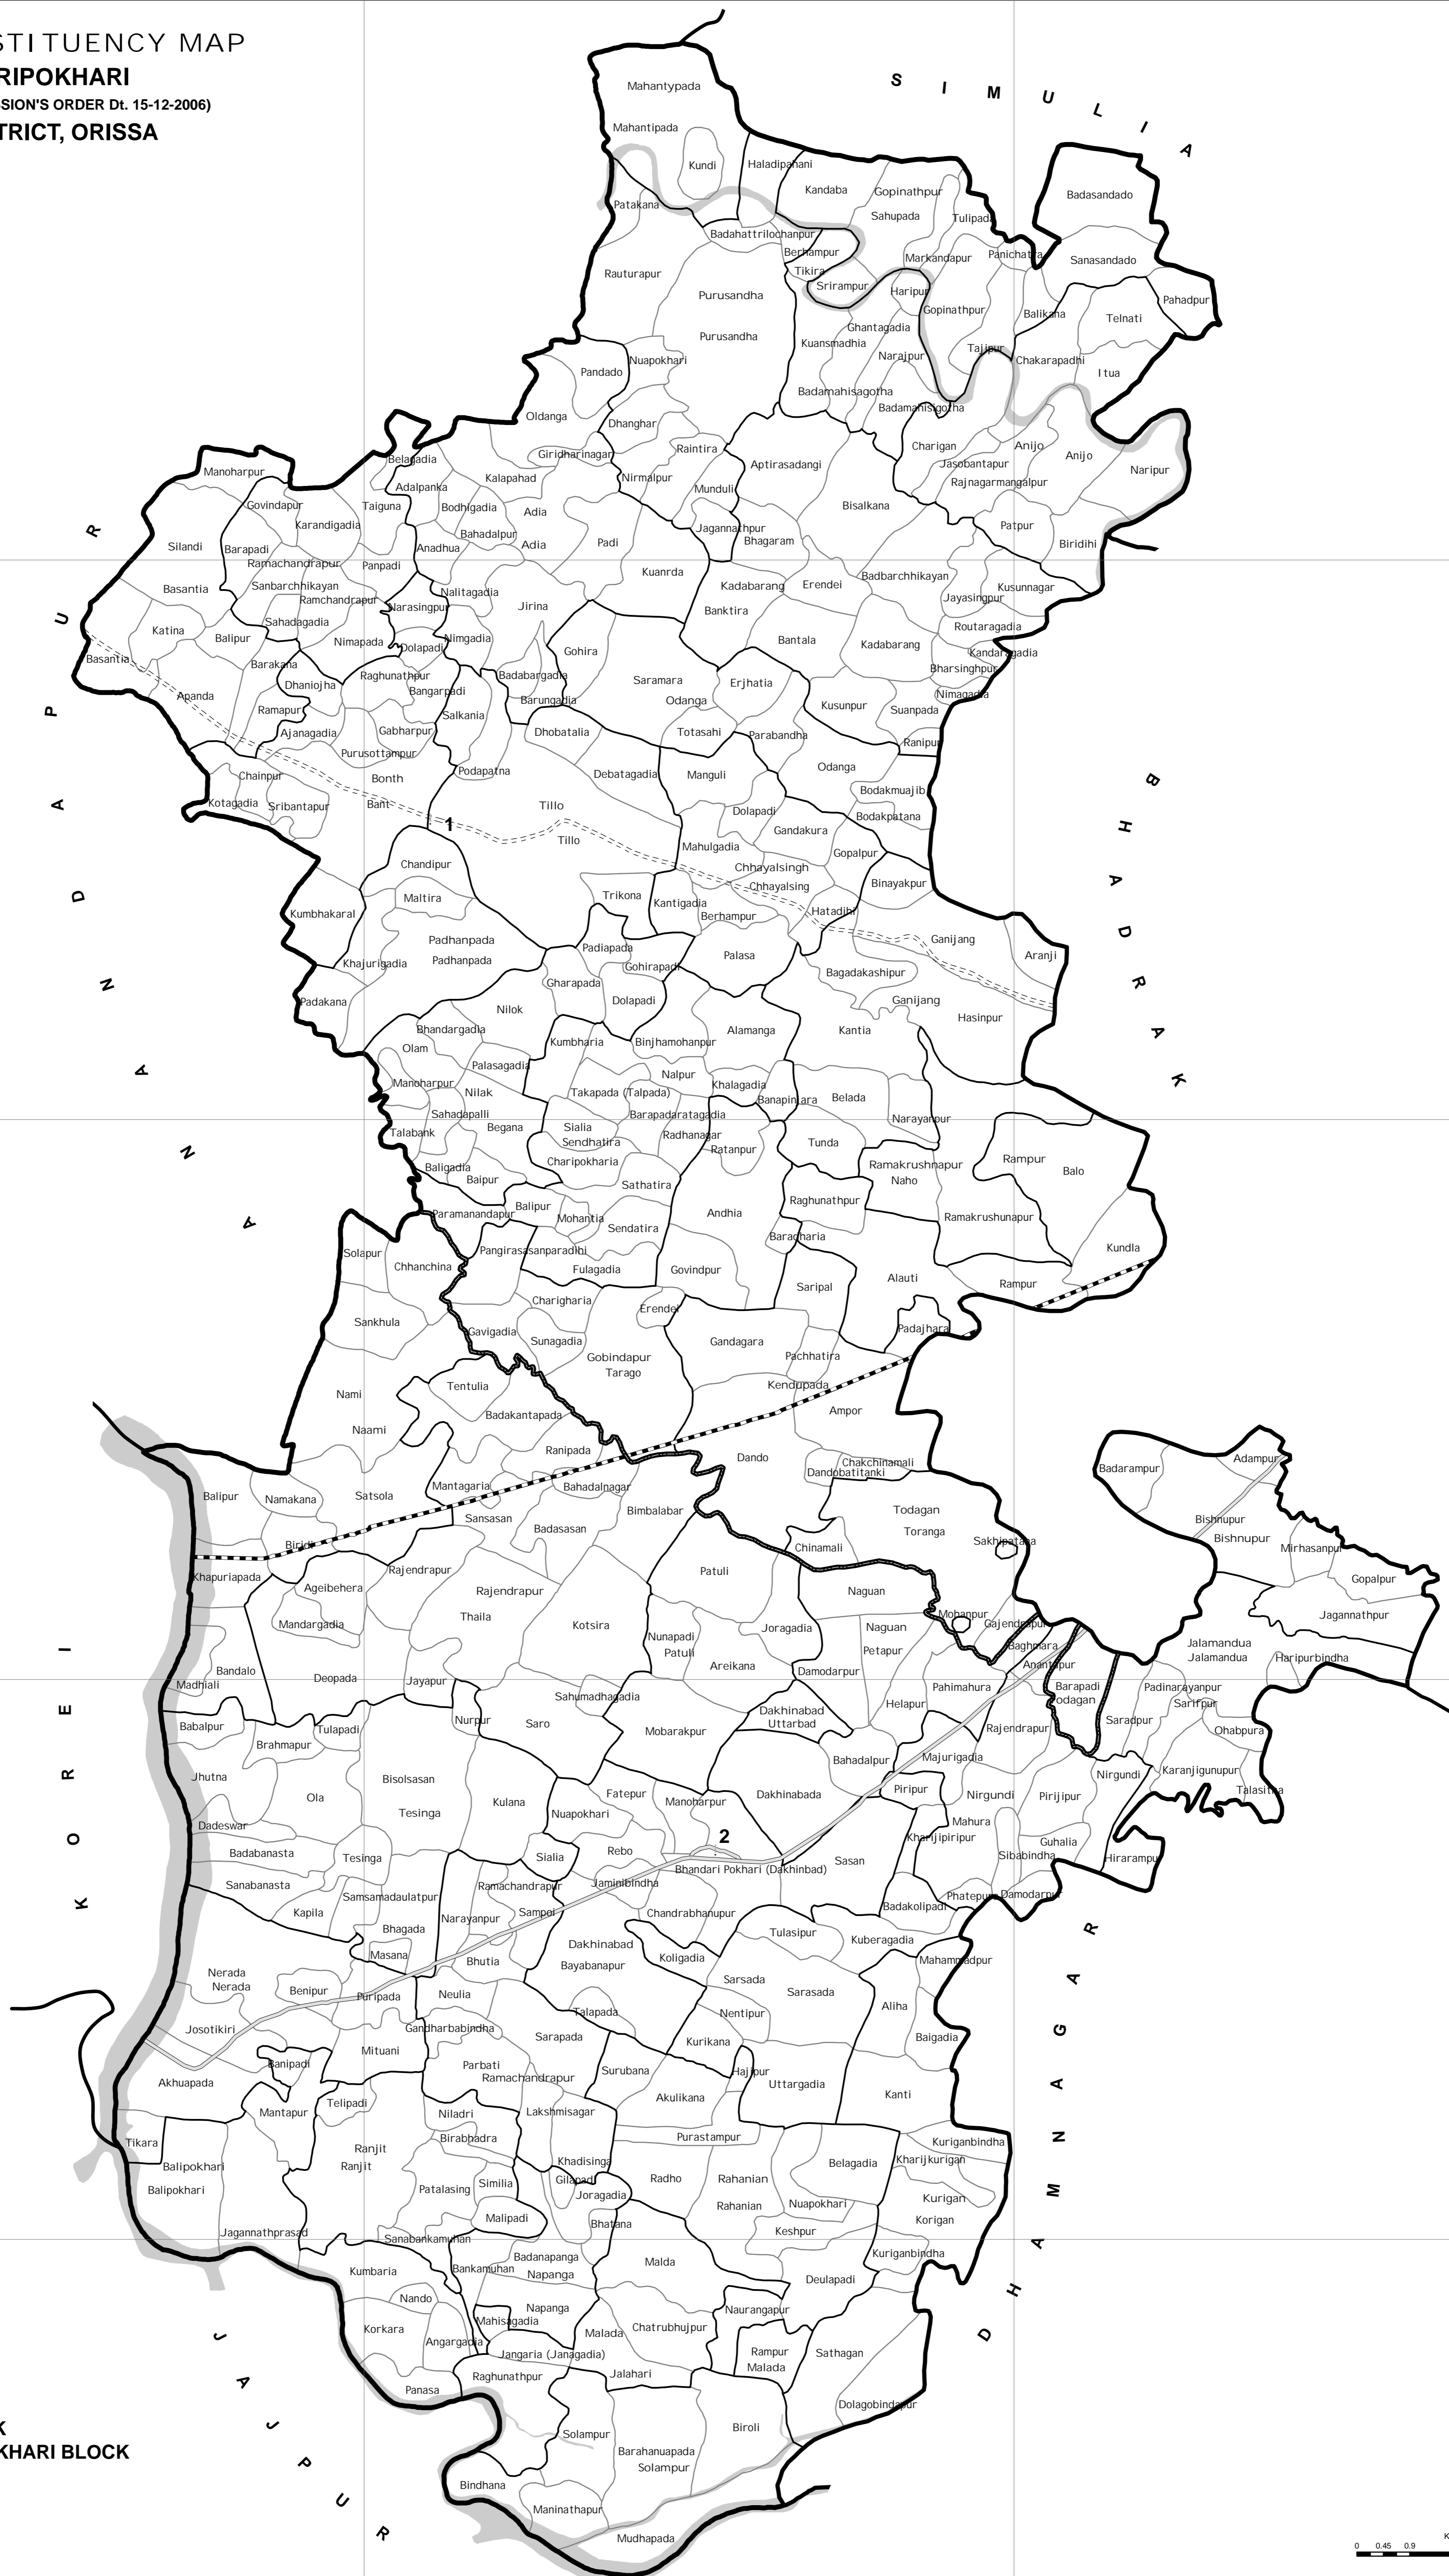 STITUENCY MAP
RIPOKHARI
SSION'S ORDER Dt. 15-12-2006)
TRICT, ORISSA
S I M U L I A
Mahantypada
Mahantipada
Kundi
Haladipahani
Kandaba
Gopinathpur
Sahupada
Tulipada
Badasandado
Patakana
Badahattrilochanpur
Berhampur
Markandapur
Panichatra
Sanasandado
Rauturapur
Tikira
Srirampur
Haripur
Purusandha
Gopinathpur
Balikana
Telnati
Pahadpur
Purusandha
Ghantagadia
Kuansmadhia
Narajpur
Tajipur
Chakarapadhi
Itua
Nuapokhari
Pandado
Badamahisagotha
Badamahisigotha
Oldanga
Dhanghar
Raintira
Charigan
Anijo
Anijo
Naripur
Giridharinagar
Belagadia
Manoharpur
Kalapahad
Nirmalpur
Munduli
Aptirasadangi
Jasobantapur
Rajnagarmangalpur
Adalpanka
Govindapur
Taiguna
Bodhigadia
Adia
Bisalkana
Karandigadia
Bahadalpur
Jagannathpur
Patpur
Silandi
Barapadi
Anadhua
Adia
Padi
Bhagaram
Biridihi
Ramachandrapur
Panpadi
Kuanrda
Badbarchhikayan
Basantia
Sanbarchhikayan
Ramchandrapur
Nalitagadia
Kadabarang
Erendei
Kusunnagar
Narasingpur
Jirina
Banktira
Jayasingpur
Katina
Sahadagadia
Balipur
Nimapada
Dolapadi
Nimgadia
Gohira
Bantala
Kadabarang
Routaragadia
Basantia
Barakana
Kandaragadia
Raghunathpur
Badabargadia
Saramara
Erjhatia
Bharsinghpur
Dhaniojha
Bangarpadi
Apanda
Barungadia
Odanga
Kusunpur
Nimagadia
Ramapur
Salkania
Suanpada
Ajanagadia
Gabharpur
Dhobatalia
Totasahi
Parabandha
Ranipur
Purusottampur
Chainpur
Bonth
Podapatna
Debatagadia
Manguli
Odanga
Kotagadia
Sribantapur
Bant
Tillo
Dolapadi
Bodakmuajib
1
Tillo
Gandakura
Bodakpatana
Mahulgadia
Gopalpur
Chandipur
Chhayalsingh
Chhayalsing
Binayakpur
Maltira
Trikona
Kantigadia
Hatadihi
Kumbhakaral
Berhampur
Padhanpada
Ganijang
Khajurigadia
Padhanpada
Padiapada
Gohirapadi
Palasa
Aranji
Bagadakashipur
Gharapada
Padakana
Nilok
Dolapadi
Ganijang
Hasinpur
Bhandargadia
Olam
Kumbharia
Binjhamohanpur
Alamanga
Kantia
Palasagadia
Manoharpur
Nilak
Nalpur
Takapada (Talpada)
Khalagadia
Banapintara
Belada
Sahadapalli
Barapadaratagadia
Narayanpur
Talabank
Begana
Sialia
Sendhatira
Radhanagar
Ratanpur
Tunda
Baligadia
Charipokharia
Ramakrushnapur
Rampur
Balo
Baipur
Naho
Sathatira
Raghunathpur
Paramanandapur
Balipur
Mohantia
Sendatira
Andhia
Ramakrushunapur
Baradharia
Solapur
Chhanchina
Pangirasasanparadihi
Fulagadia
Govindpur
Kundla
Alauti
Saripal
Rampur
Charigharia
Erendei
Sankhula
Gavigadia
Sunagadia
Gandagara
Padajhara
Gobindapur
Tarago
Pachhatira
Nami
Tentulia
Kendupada
Badakantapada
Ampor
Naami
Ranipada
Dando
Chakchinamali
Dandobatitanki
Badarampur
Adampur
Balipur
Namakana
Satsola
Mantagaria
Bahadalnagar
Bimbalabar
Todagan
Bishnupur
Sansasan
Badasasan
Toranga
Sakhipatana
Bishnupur
Biridi
Chinamali
Mirhasanpur
Khapuriapada
Rajendrapur
Patuli
Gopalpur
Ageibehera
Rajendrapur
Naguan
Mandargadia
Thaila
Kotsira
Mohanpur
Jagannathpur
Nunapadi
Joragadia
Naguan
Gajendrapur
Jalamandua
Patuli
Petapur
Baghmara
Jalamandua
Haripurbindha
Bandalo
Areikana
Damodarpur
Anantapur
Madhiali
Deopada
Jayapur
Pahimahura
Barapadi
Todagan
Padinarayanpur
Sahumadhagadia
Helapur
Sarifpur
Babalpur
Tulapadi
Nurpur
Saro
Mobarakpur
Dakhinabad
Uttarbad
Rajendrapur
Saradpur
Ohabpura
Brahmapur
Bahadalpur
Majurigadia
Jhutna
Bisolsasan
Nirgundi
Karanjigunupur
Ola
Kulana
Fatepur
Manoharpur
Dakhinabada
Piripur
Nirgundi
Pirijipur
Talasitha
Tesinga
Nuapokhari
Mahura
Dadeswar
2
Kharijipiripur
Guhalia
Badabanasta
Tesinga
Sialia
Rebo
Sasan
Sibabindha
Hirarampur
Bhandari Pokhari (Dakhinbad)
Sanabanasta
Samsamadaulatpur
Ramachandrapur
Jaminibindha
Phatepura
Damodarpur
Kapila
Narayanpur
Sampoi
Chandrabhanupur
Badakolipadi
Bhagada
Tulasipur
Kuberagadia
Masana
Bhutia
Dakhinabad
Bayabanapur
Koligadia
Mahammadpur
Nerada
Nerada
Benipur
Puripada
Neulia
Sarsada
Sarasada
Talapada
Nentipur
Aliha
Josotikiri
Gandharbabindha
Sarapada
Kurikana
Baigadia
Mituani
Banipadi
Parbati
Surubana
Hajipur
Akhuapada
Ramachandrapur
Uttargadia
Akulikana
Kanti
Telipadi
Mantapur
Niladri
Lakshmisagar
Tikara
Birabhadra
Purastampur
Kuriganbindha
Ranjit
Balipokhari
Ranjit
Khadisinga
Belagadia
Kharijkurigan
Patalasing
Similia
Gilapadi
Radho
Rahanian
Balipokhari
Joragadia
Kurigan
Malipadi
Rahanian
Nuapokhari
Bhatana
Korigan
Jagannathprasad
Sanabankamuhan
Keshpur
Badanapanga
Kuriganbindha
Kumbaria
Bankamuhan
Napanga
Malda
Deulapadi
Nando
Napanga
Naurangapur
Korkara
Mahisagadia
Malada
Chatrubhujpur
Angargadia
Jangaria (Janagadia)
Rampur
Malada
Sathagan
Raghunathpur
Jalahari
Panasa
Dolagobindapur
Solampur
Biroli
Barahanuapada
Solampur
Bindhana
Maninathapur
Mudhapada
A N A N D A P U R
K O R E I
J A J P U R
B H A D R A K
D H A M N A G A R
K
KHARI BLOCK
K
0 0.45 0.9